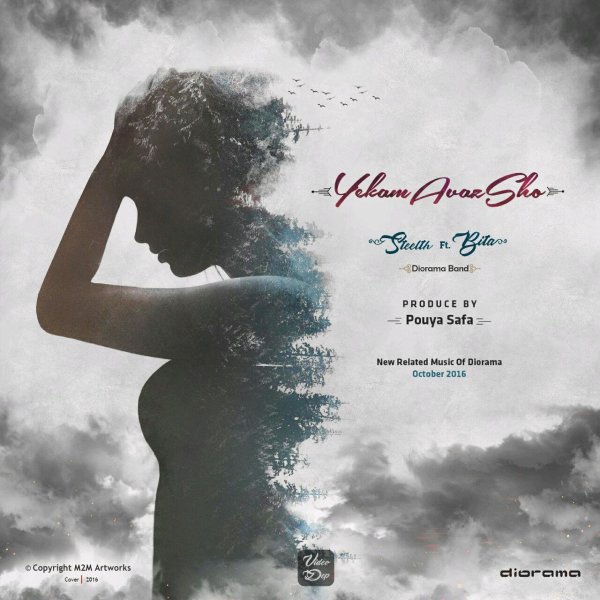 Yekam Avaz Sho
Steelth Ft. Bita
Diorama Band
PRODUCE BY
Pouya Safa
New Related Music Of Diorama
October 2016
© Copyright M2M Artworks
Cover | 2016
Video Dep
diorama